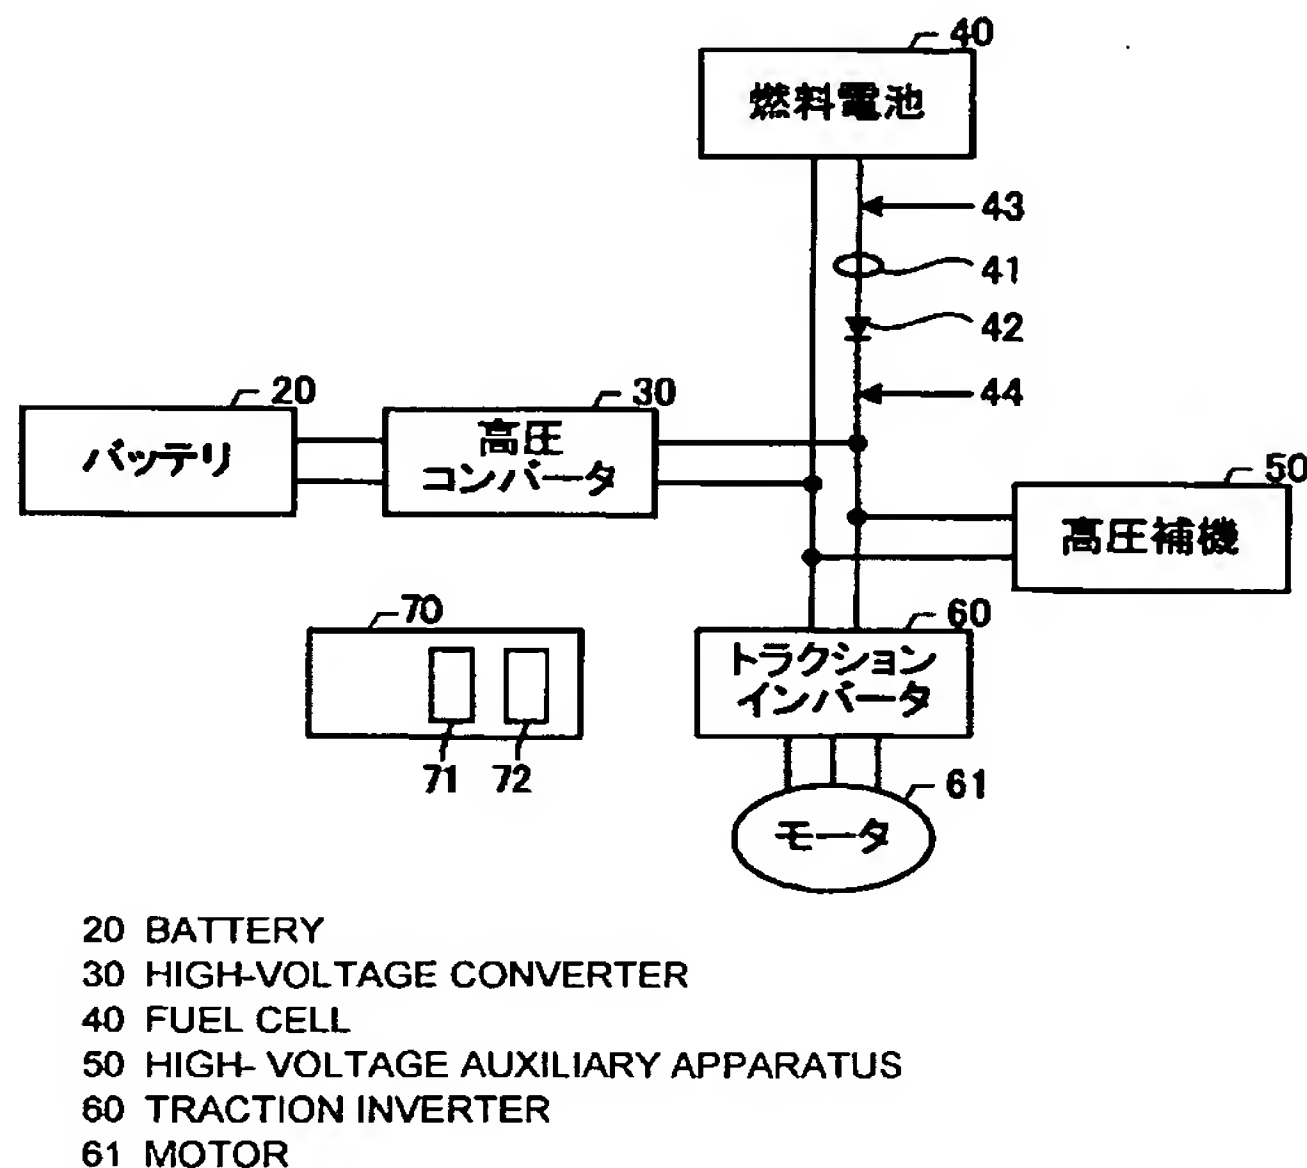 40
燃料電池
43
41
42
44
20
バッテリ
30
高圧
コンバータ
50
高圧補機
70
71
72
60
トラクション
インバータ
61
モータ
20 BATTERY
30 HIGH-VOLTAGE CONVERTER
40 FUEL CELL
50 HIGH- VOLTAGE AUXILIARY APPARATUS
60 TRACTION INVERTER
61 MOTOR